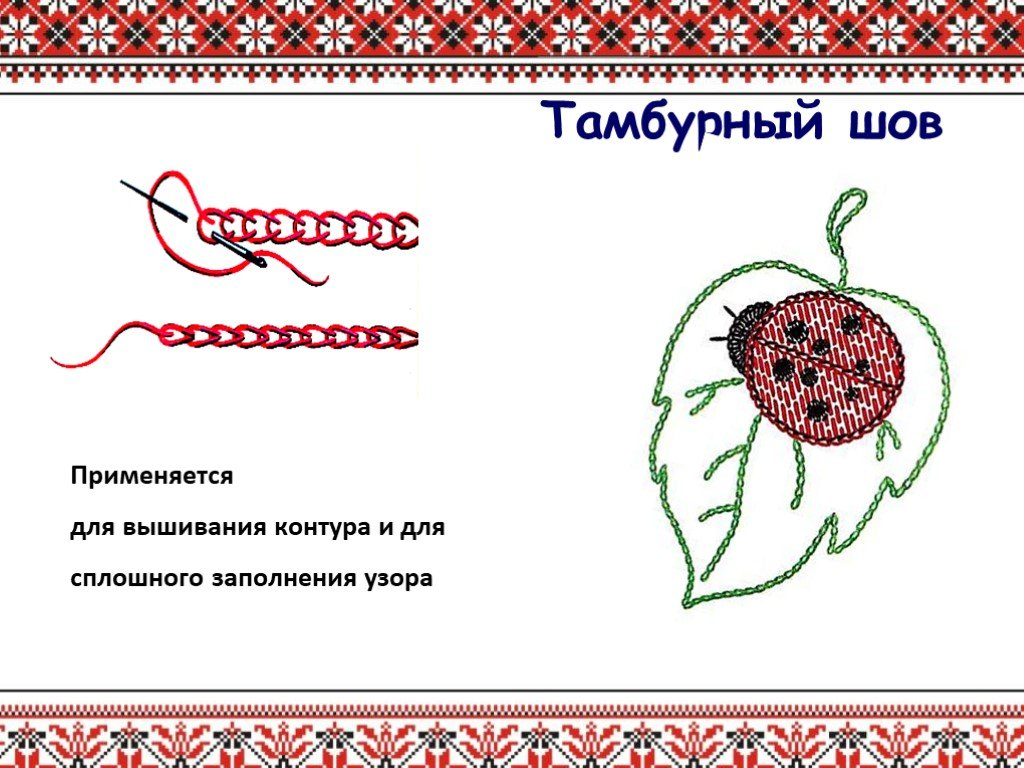 Тамбурный шов
Применяется
для вышивания контура и для
сплошного заполнения узора